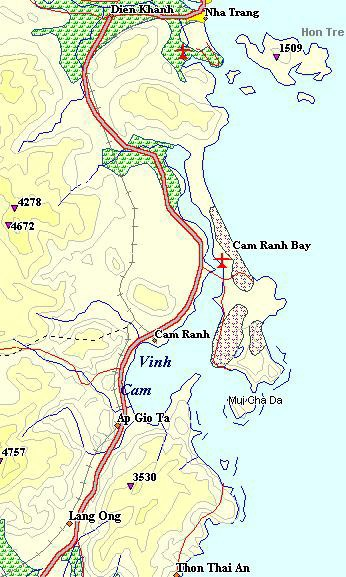 Dien Khanh
Nha Trang
Hon Tre
1509
4278
4672
Cam Ranh Bay
Cam Ranh
Vinh
Cam
Mui Cha Da
Ap Gio Ta
4757
3530
Lang Ong
Thon Thai An